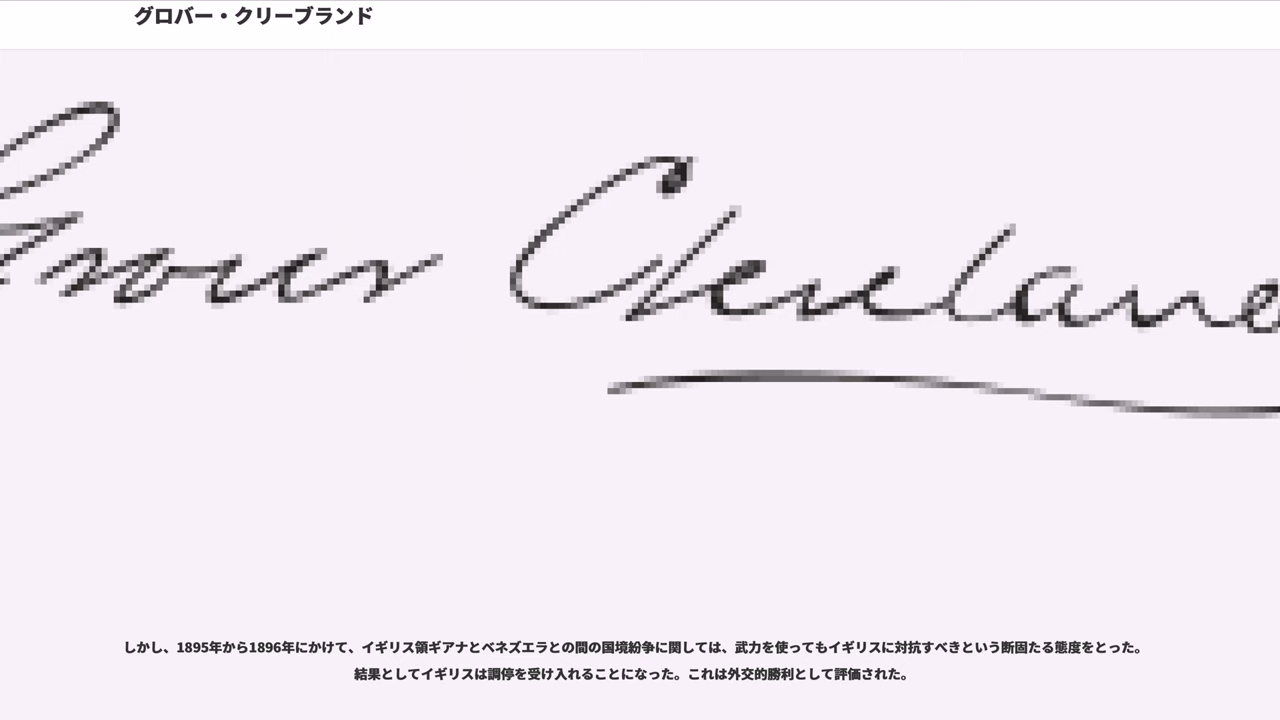 グロバー・クリーブランド
Grover Cleveland
しかし、1895年から1896年にかけて、イギリス領ギアナとベネズエラとの間の国境紛争に関しては、武力を使ってもイギリスに対抗すべきという断固たる態度をとった。
結果としてイギリスは調停を受け入れることになった。これは外交的勝利として評価された。